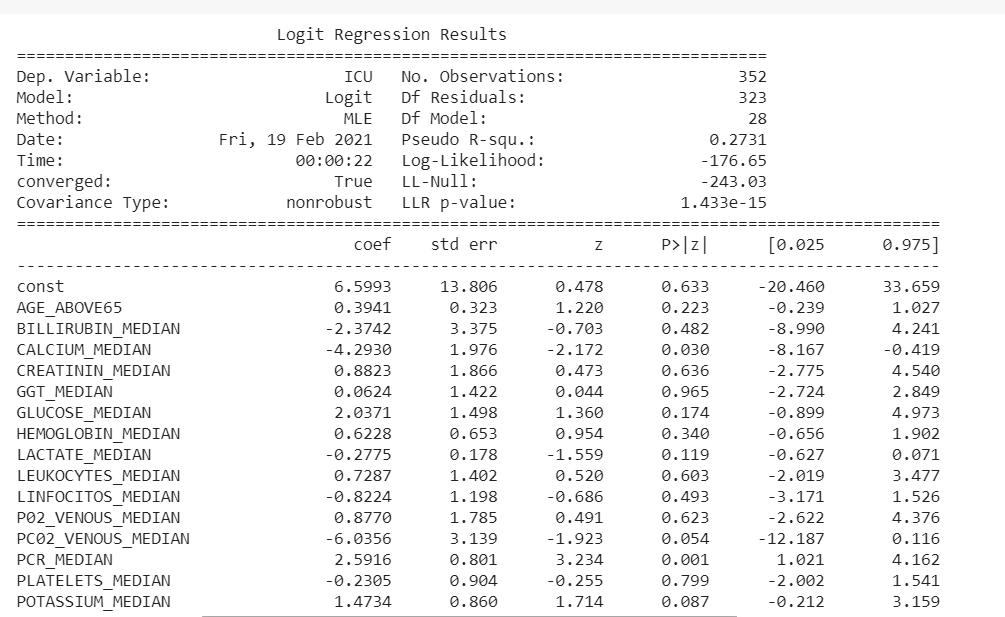 Logit Regression Results
==============================================================================
Dep. Variable: ICU No. Observations: 352
Model: Logit Df Residuals: 323
Method: MLE Df Model: 28
Date: Fri, 19 Feb 2021 Pseudo R-squ.: 0.2731
Time: 00:00:22 Log-Likelihood: -176.65
converged: True LL-Null: -243.03
Covariance Type: nonrobust LLR p-value: 1.433e-15
================================================================================================
coef std err z P>|z| [0.025 0.975]
------------------------------------------------------------------------------------------------
const 6.5993 13.806 0.478 0.633 -20.460 33.659
AGE_ABOVE65 0.3941 0.323 1.220 0.223 -0.239 1.027
BILLIRUBIN_MEDIAN -2.3742 3.375 -0.703 0.482 -8.990 4.241
CALCIUM_MEDIAN -4.2930 1.976 -2.172 0.030 -8.167 -0.419
CREATININ_MEDIAN 0.8823 1.866 0.473 0.636 -2.775 4.540
GGT_MEDIAN 0.0624 1.422 0.044 0.965 -2.724 2.849
GLUCOSE_MEDIAN 2.0371 1.498 1.360 0.174 -0.899 4.973
HEMOGLOBIN_MEDIAN 0.6228 0.653 0.954 0.340 -0.656 1.902
LACTATE_MEDIAN -0.2775 0.178 -1.559 0.119 -0.627 0.071
LEUKOCYTES_MEDIAN 0.7287 1.402 0.520 0.603 -2.019 3.477
LINFOCITOS_MEDIAN -0.8224 1.198 -0.686 0.493 -3.171 1.526
P02_VENOUS_MEDIAN 0.8770 1.785 0.491 0.623 -2.622 4.376
PC02_VENOUS_MEDIAN -6.0356 3.139 -1.923 0.054 -12.187 0.116
PCR_MEDIAN 2.5916 0.801 3.234 0.001 1.021 4.162
PLATELETS_MEDIAN -0.2305 0.904 -0.255 0.799 -2.002 1.541
POTASSIUM_MEDIAN 1.4734 0.860 1.714 0.087 -0.212 3.159